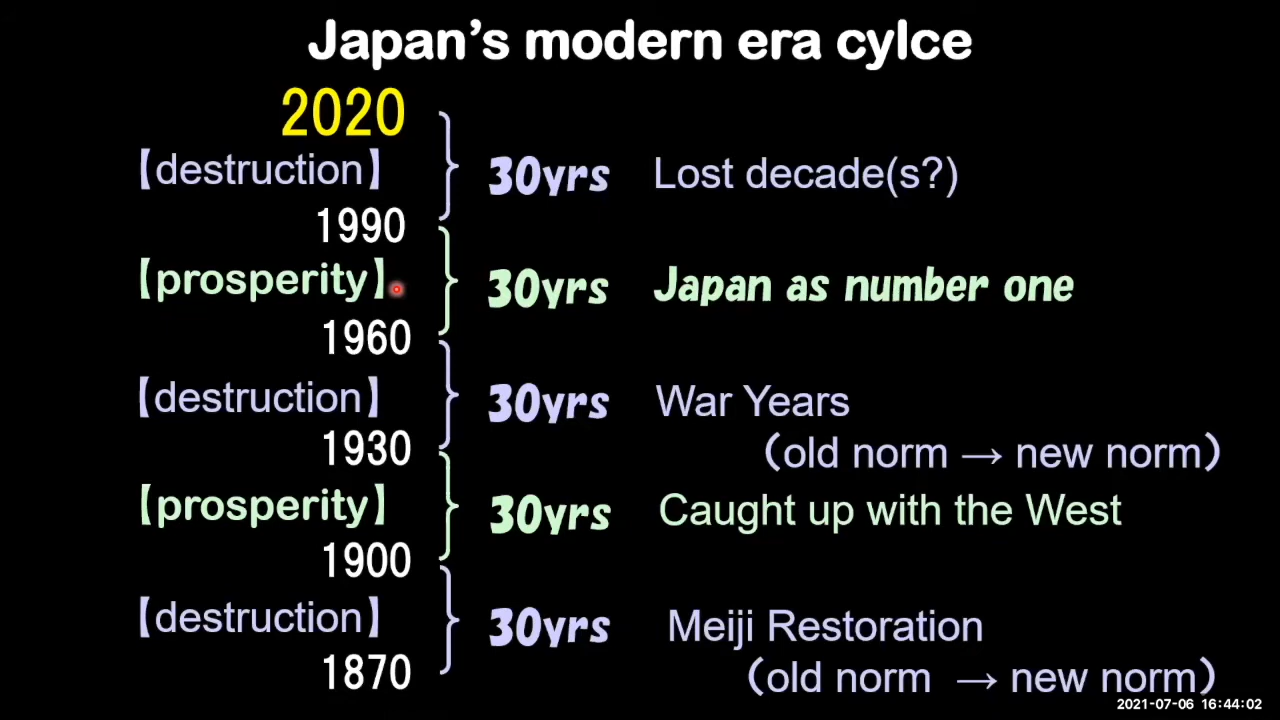 Japan's modern era cylce
2020
【destruction】 30yrs Lost decade(s?)
1990
【prosperity】 30yrs Japan as number one
1960
【destruction】 30yrs War Years
1930 （old norm → new norm）
【prosperity】 30yrs Caught up with the West
1900
【destruction】 30yrs Meiji Restoration
1870 （old norm → new norm）
2021-07-06 16:44:02